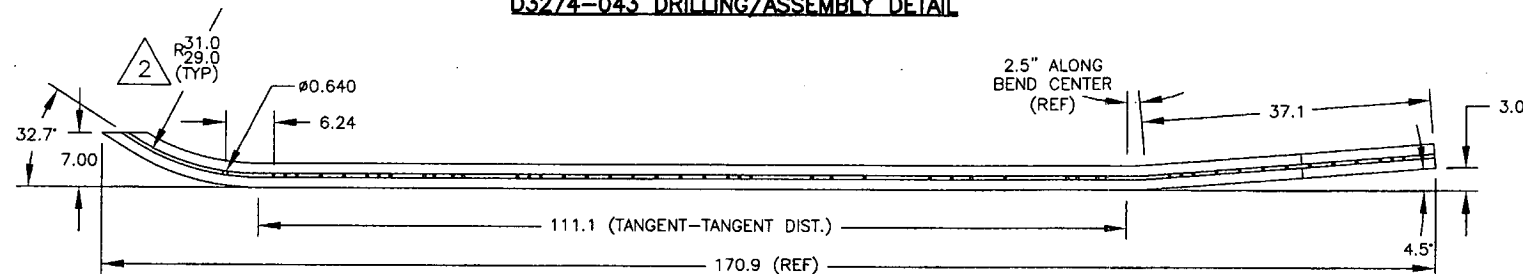 D3274-043 DRILLING/ASSEMBLY DETAIL
2
R31.0
29.0
(TYP)
ø0.640
6.24
32.7°
7.00
2.5" ALONG
BEND CENTER
(REF)
37.1
3.0
111.1 (TANGENT-TANGENT DIST.)
4.5°
170.9 (REF)